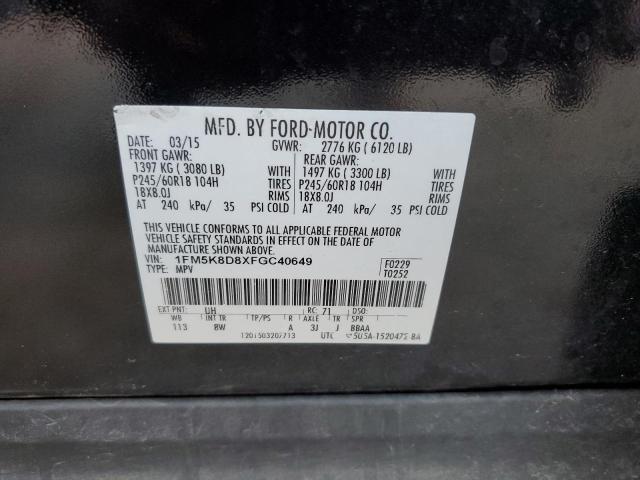 MFD. BY FORD MOTOR CO.
DATE: 03/15 GVWR: 2776 KG ( 6120 LB)
FRONT GAWR: REAR GAWR:
1397 KG ( 3080 LB) WITH 1497 KG ( 3300 LB) WITH
P245/60R18 104H TIRES P245/60R18 104H TIRES
18X8.0J RIMS 18X8.0J RIMS
AT 240 kPa/ 35 PSI COLD AT 240 kPa/ 35 PSI COLD
THIS VEHICLE CONFORMS TO ALL APPLICABLE FEDERAL MOTOR
VEHICLE SAFETY STANDARDS IN EFFECT ON THE DATE OF
MANUFACTURE SHOWN ABOVE.
VIN: 1FM5K8D8XFGC40649 F0229
TYPE: MPV T0252
EXT PNT: UH RC: 71 DSO:
WB INT TR TP/PS R AXLE TR SPR
113 8W A 3J J BBAA
UTC